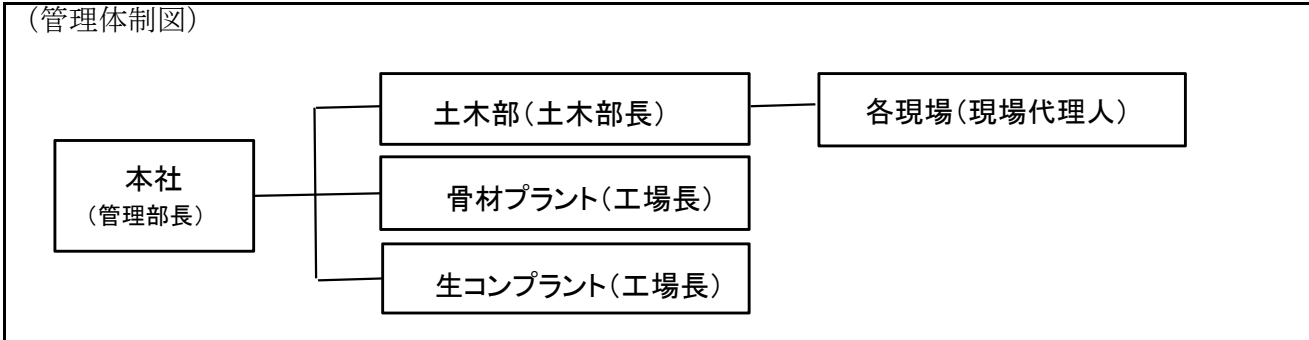 （管理体制図）
土木部（土木部長）
各現場（現場代理人）
本社
（管理部長）
骨材プラント（工場長）
生コンプラント（工場長）